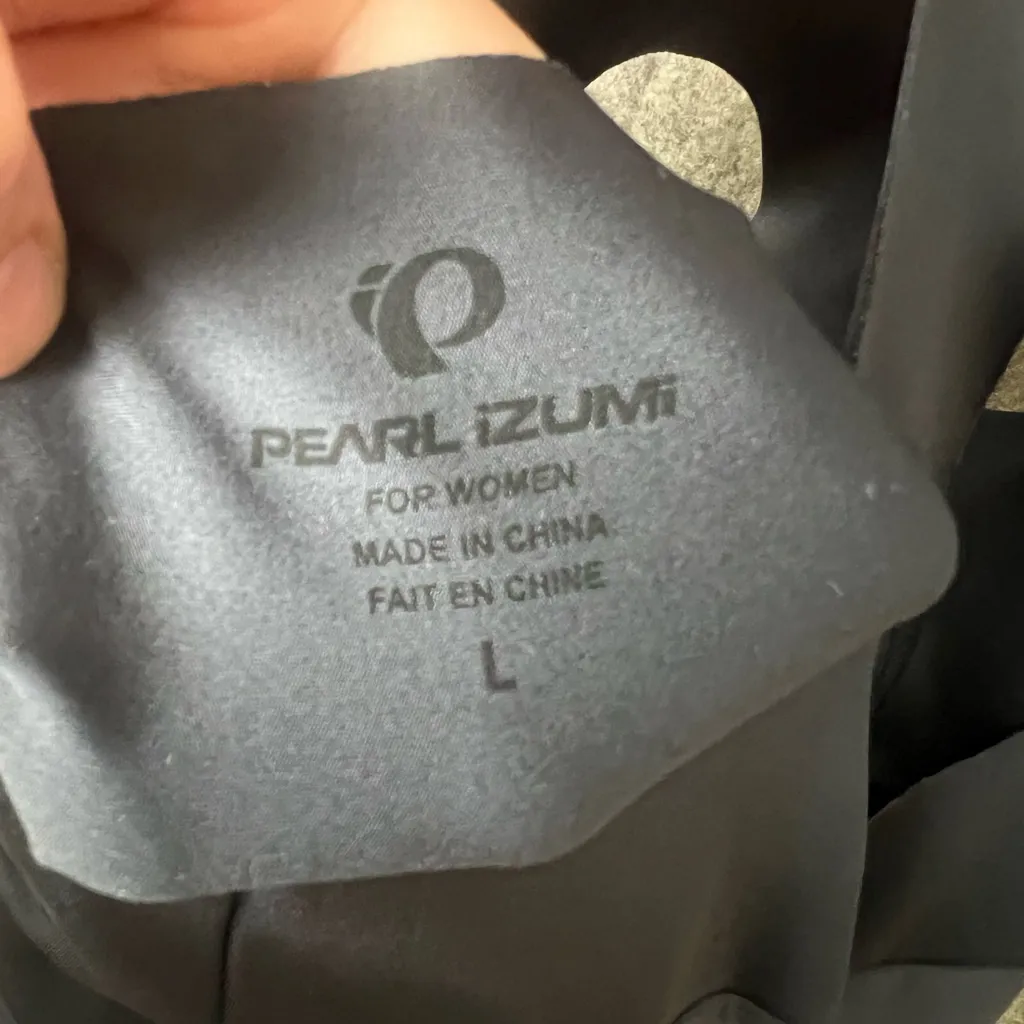 PEARL iZUMi
FOR WOMEN
MADE IN CHINA
FAIT EN CHINE
L